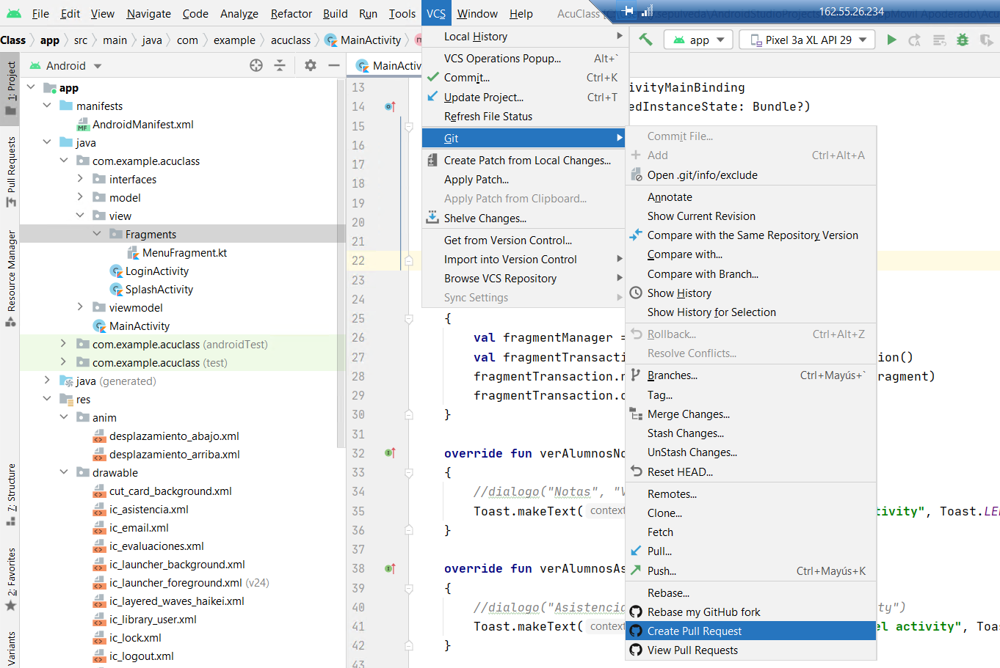 File Edit View Navigate Code Analyze Refactor Build Run Tools VCS Window Help AcuClass
162.55.26.234
Class app src main java com example acuclass MainActivity
app Pixel 3a XL API 29
Android
MainActiv
1: Project
Pull Requests
Resource Manager
7: Structure
2: Favorites
Variants
app
manifests
AndroidManifest.xml
java
com.example.acuclass
interfaces
model
view
Fragments
MenuFragment.kt
LoginActivity
SplashActivity
viewmodel
MainActivity
com.example.acuclass (androidTest)
com.example.acuclass (test)
java (generated)
res
anim
desplazamiento_abajo.xml
desplazamiento_arriba.xml
drawable
cut_card_background.xml
ic_asistencia.xml
ic_email.xml
ic_evaluaciones.xml
ic_launcher_background.xml
ic_launcher_foreground.xml (v24)
ic_layered_waves_haikei.xml
ic_library_user.xml
ic_lock.xml
ic_logout.xml
Local History
VCS Operations Popup... Alt+`
Commit... Ctrl+K
Update Project... Ctrl+T
Refresh File Status
Git
Create Patch from Local Changes...
Apply Patch...
Apply Patch from Clipboard...
Shelve Changes...
Get from Version Control...
Import into Version Control
Browse VCS Repository
Sync Settings
Commit File...
Add Ctrl+Alt+A
Open .git/info/exclude
Annotate
Show Current Revision
Compare with the Same Repository Version
Compare with...
Compare with Branch...
Show History
Show History for Selection
Rollback... Ctrl+Alt+Z
Resolve Conflicts...
Branches... Ctrl+Mayús+`
Tag...
Merge Changes...
Stash Changes...
UnStash Changes...
Reset HEAD...
Remotes...
Clone...
Fetch
Pull...
Push... Ctrl+Mayús+K
Rebase...
Rebase my GitHub fork
Create Pull Request
View Pull Requests
13 ivityMainBinding
14 edInstanceState: Bundle?)
15
16
17
18
19
20
21
22
23
24
25 {
26 val fragmentManager =
27 val fragmentTransacti ion()
28 fragmentTransaction.r ragment)
29 fragmentTransaction.c
30 }
31
32 override fun verAlumnosNo
33 {
34 //dialogo("Notas", "V
35 Toast.makeText( context tivity", Toast.LEN
36 }
37
38 override fun verAlumnosAs
39 {
40 //dialogo("Asistencia ty")
41 Toast.makeText( context el activity", Toa
42 }
43